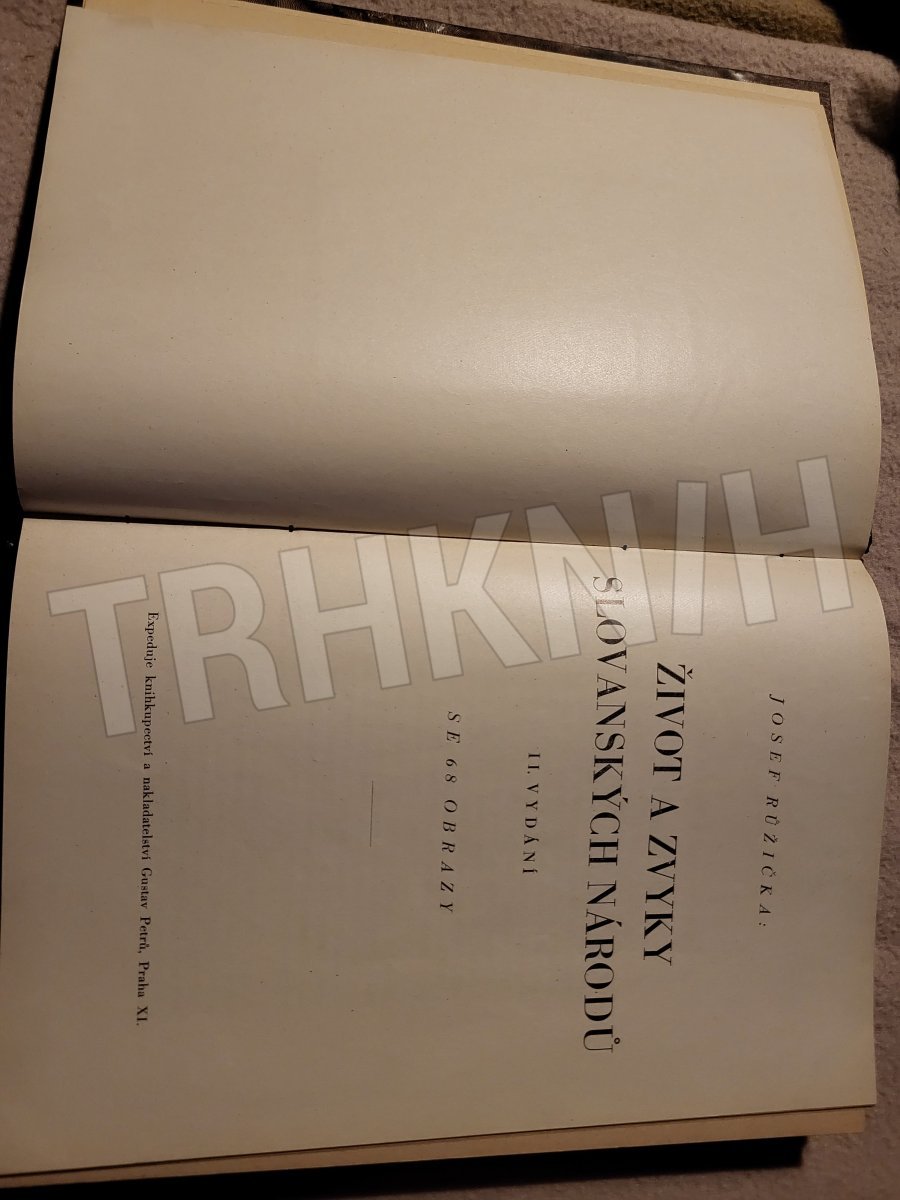 JOSEF RŮŽIČKA:
ŽIVOT A ZVYKY
SLOVANSKÝCH NÁRODŮ
II. VYDÁNÍ
SE 68 OBRAZY
Expeduje knihkupectví a nakladatelství Gustav Petrů, Praha XI.
TRHKNIH